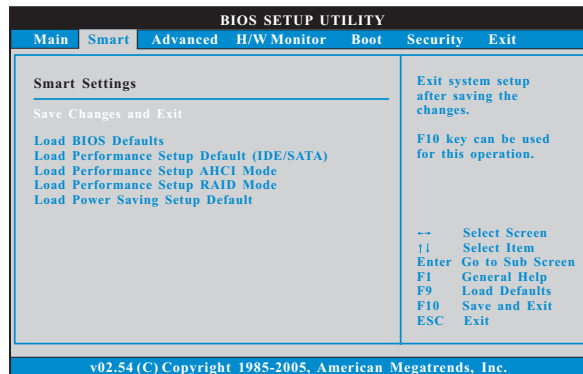 BIOS SETUP UTILITY
Main Smart Advanced H/W Monitor Boot Security Exit
Smart Settings
Save Changes and Exit
Load BIOS Defaults
Load Performance Setup Default (IDE/SATA)
Load Performance Setup AHCI Mode
Load Performance Setup RAID Mode
Load Power Saving Setup Default
Exit system setup
after saving the
changes.
F10 key can be used
for this operation.
←→ Select Screen
↑↓ Select Item
Enter Go to Sub Screen
F1 General Help
F9 Load Defaults
F10 Save and Exit
ESC Exit
v02.54 (C) Copyright 1985-2005, American Megatrends, Inc.